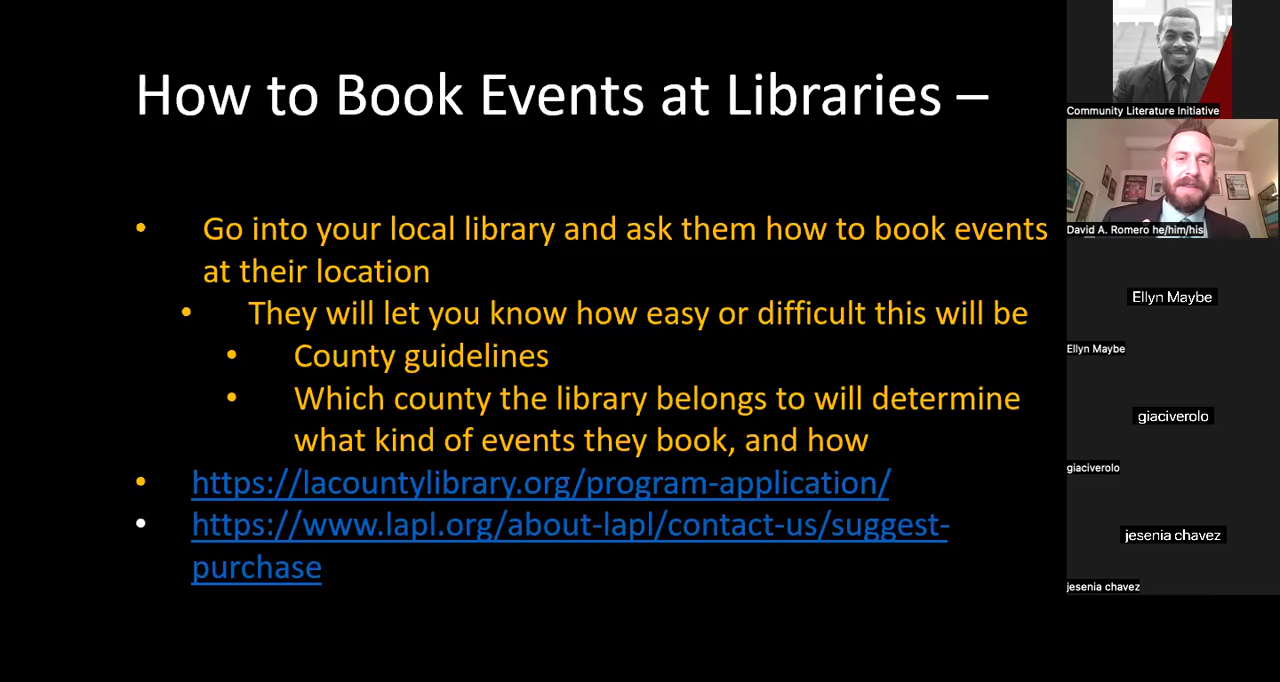 How to Book Events at Libraries –
• Go into your local library and ask them how to book events
at their location
• They will let you know how easy or difficult this will be
• County guidelines
• Which county the library belongs to will determine
what kind of events they book, and how
• https://lacountylibrary.org/program-application/
• https://www.lapl.org/about-lapl/contact-us/suggest-
purchase
Community Literature Initiative
David A. Romero he/him/his
Ellyn Maybe
Ellyn Maybe
giaciverolo
giaciverolo
jesenia chavez
jesenia chavez